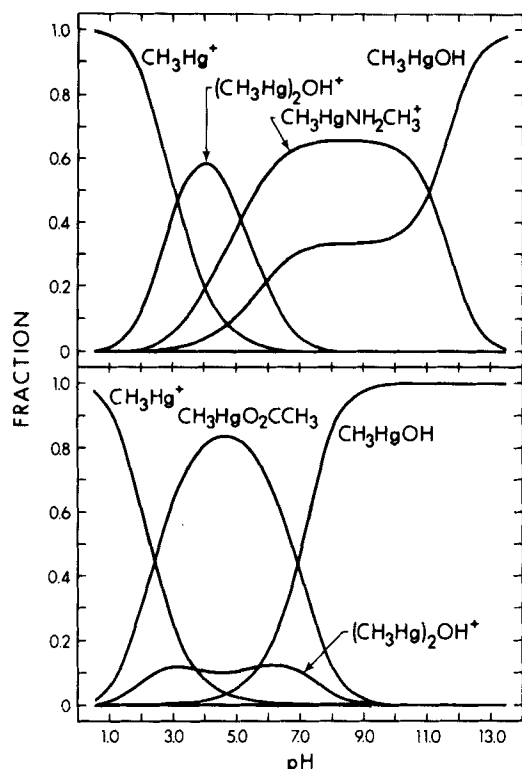 FRACTION
1.0
0.8
0.6
0.4
0.2
0
CH₃Hg⁺
(CH₃Hg)₂OH⁺
CH₃HgNH₂CH₃⁺
CH₃HgOH
1.0
0.8
0.6
0.4
0.2
0
CH₃Hg⁺
CH₃HgO₂CCH₃
CH₃HgOH
(CH₃Hg)₂OH⁺
1.0 3.0 5.0 7.0 9.0 11.0 13.0
pH